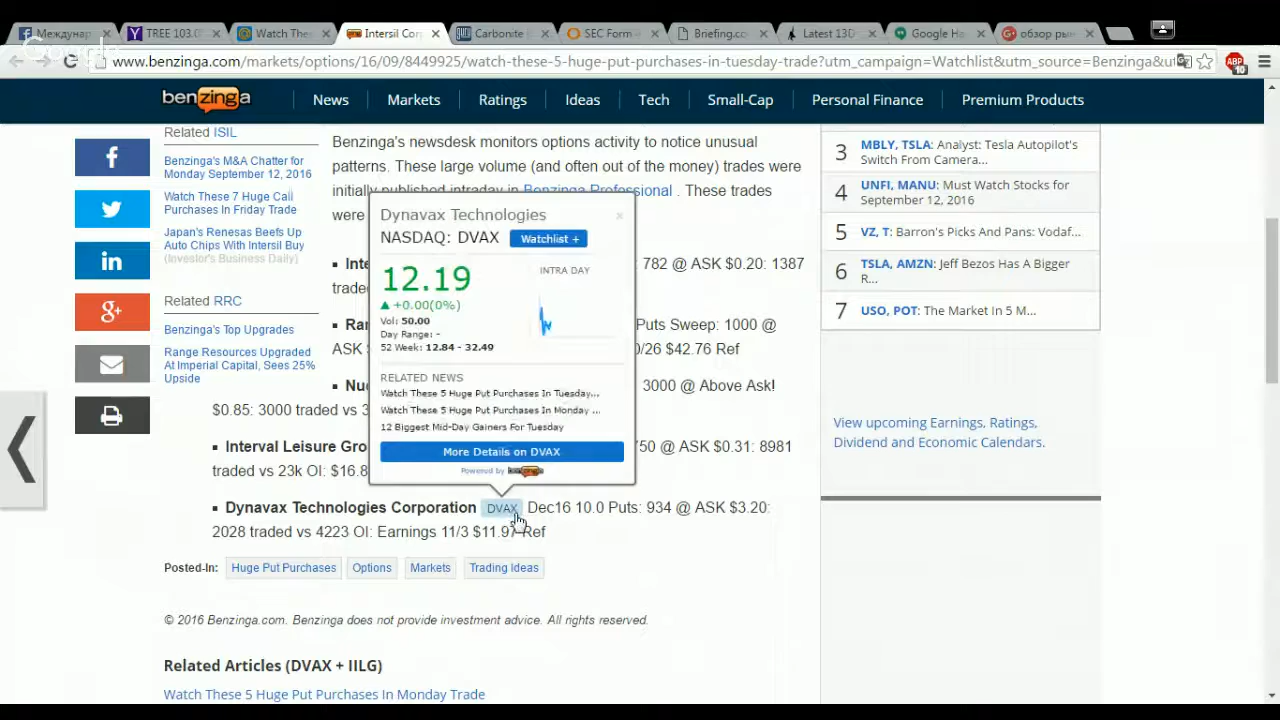 Международ
TREE 103.0
Watch The
Intersil Cor
Carbonite
SEC Form
Briefing.co
Latest 13D
Google Ha
обзор рын
Google
www.benzinga.com/markets/options/16/09/8449925/watch-these-5-huge-put-purchases-in-tuesday-trade?utm_campaign=Watchlist&utm_source=Benzinga&ut
ABP
10
benzinga
News
Markets
Ratings
Ideas
Tech
Small-Cap
Personal Finance
Premium Products
Related ISIL
Benzinga's M&A Chatter for
Monday September 12, 2016
Watch These 7 Huge Call
Purchases In Friday Trade
Japan's Renesas Beefs Up
Auto Chips With Intersil Buy
(Investor's Business Daily)
Related RRC
Benzinga's Top Upgrades
Range Resources Upgraded
At Imperial Capital, Sees 25%
Upside
Benzinga's newsdesk monitors options activity to notice unusual
patterns. These large volume (and often out of the money) trades were
initially published intraday in Benzinga Professional . These trades
were
Inte 782 @ ASK $0.20: 1387
trade
Ran Puts Sweep: 1000 @
ASK $ 0/26 $42.76 Ref
Nu 3000 @ Above Ask!
$0.85: 3000 traded vs 3
Interval Leisure Gro 750 @ ASK $0.31: 8981
traded vs 23k OI: $16.8
Dynavax Technologies Corporation DVAX Dec16 10.0 Puts: 934 @ ASK $3.20:
2028 traded vs 4223 OI: Earnings 11/3 $11.97 Ref
Dynavax Technologies
NASDAQ: DVAX
Watchlist +
12.19
+0.00(0%)
INTRA DAY
Vol: 50.00
Day Range: -
52 Week: 12.84 - 32.49
RELATED NEWS
Watch These 5 Huge Put Purchases In Tuesday...
Watch These 5 Huge Put Purchases In Monday ...
12 Biggest Mid-Day Gainers For Tuesday
More Details on DVAX
Powered by benzinga
Posted-In:
Huge Put Purchases
Options
Markets
Trading Ideas
© 2016 Benzinga.com. Benzinga does not provide investment advice. All rights reserved.
Related Articles (DVAX + IILG)
Watch These 5 Huge Put Purchases In Monday Trade
3 MBLY, TSLA: Analyst: Tesla Autopilot's
Switch From Camera...
4 UNFI, MANU: Must Watch Stocks for
September 12, 2016
5 VZ, T: Barron's Picks And Pans: Vodaf...
6 TSLA, AMZN: Jeff Bezos Has A Bigger
R...
7 USO, POT: The Market In 5 M...
View upcoming Earnings, Ratings,
Dividend and Economic Calendars.